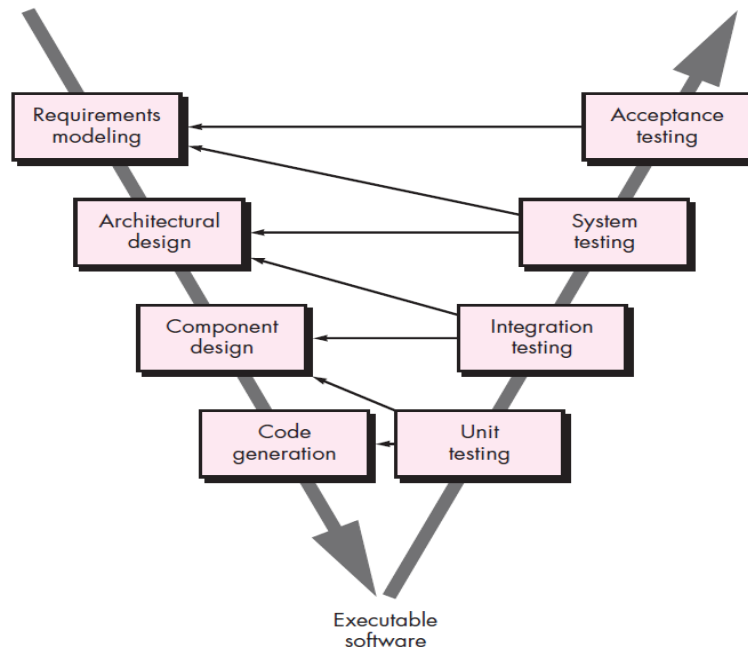 Requirements
modeling
Acceptance
testing
Architectural
design
System
testing
Component
design
Integration
testing
Code
generation
Unit
testing
Executable
software